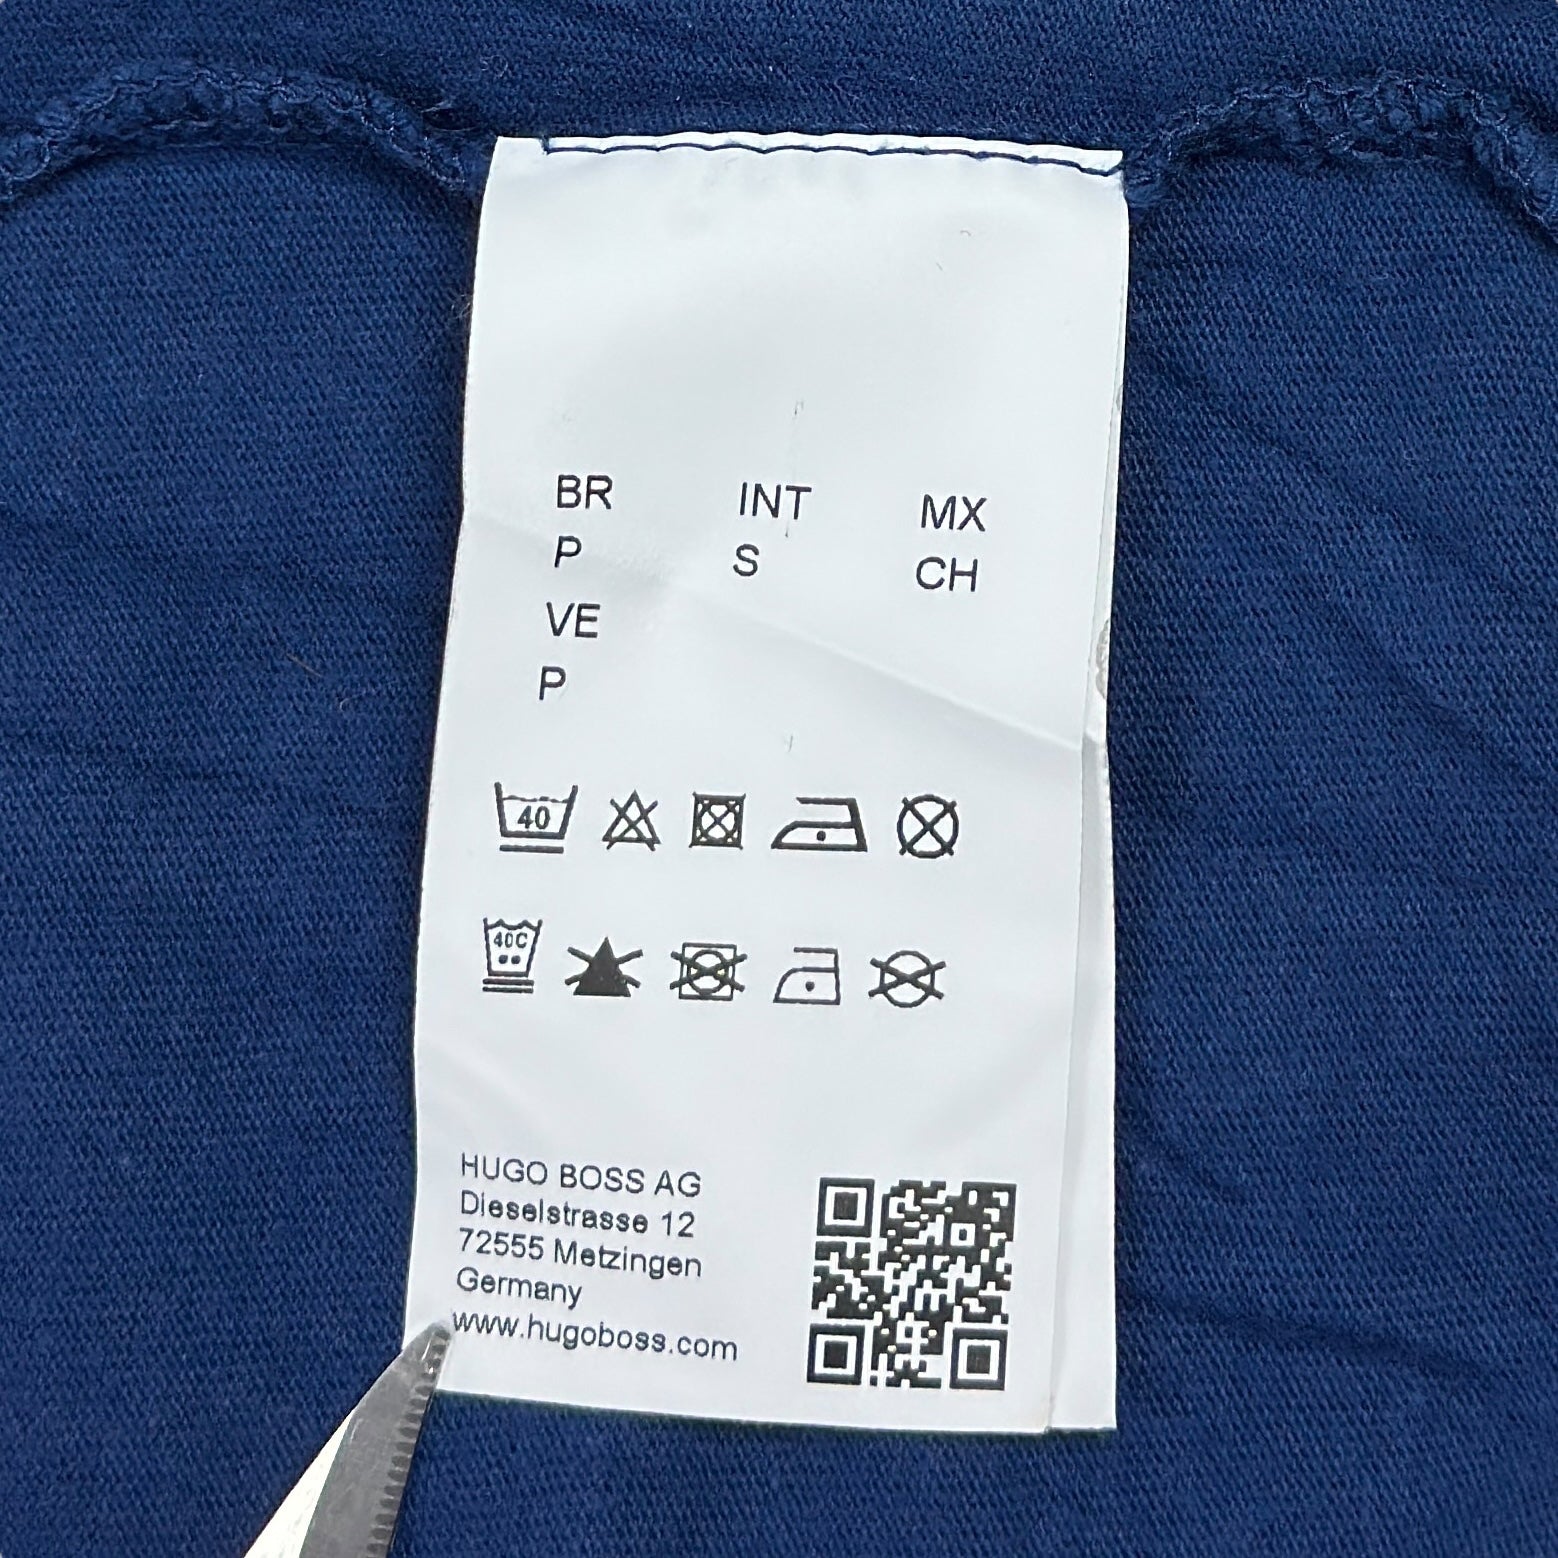 BR INT MX
P S CH
VE
P
40
40C
HUGO BOSS AG
Dieselstrasse 12
72555 Metzingen
Germany
www.hugoboss.com